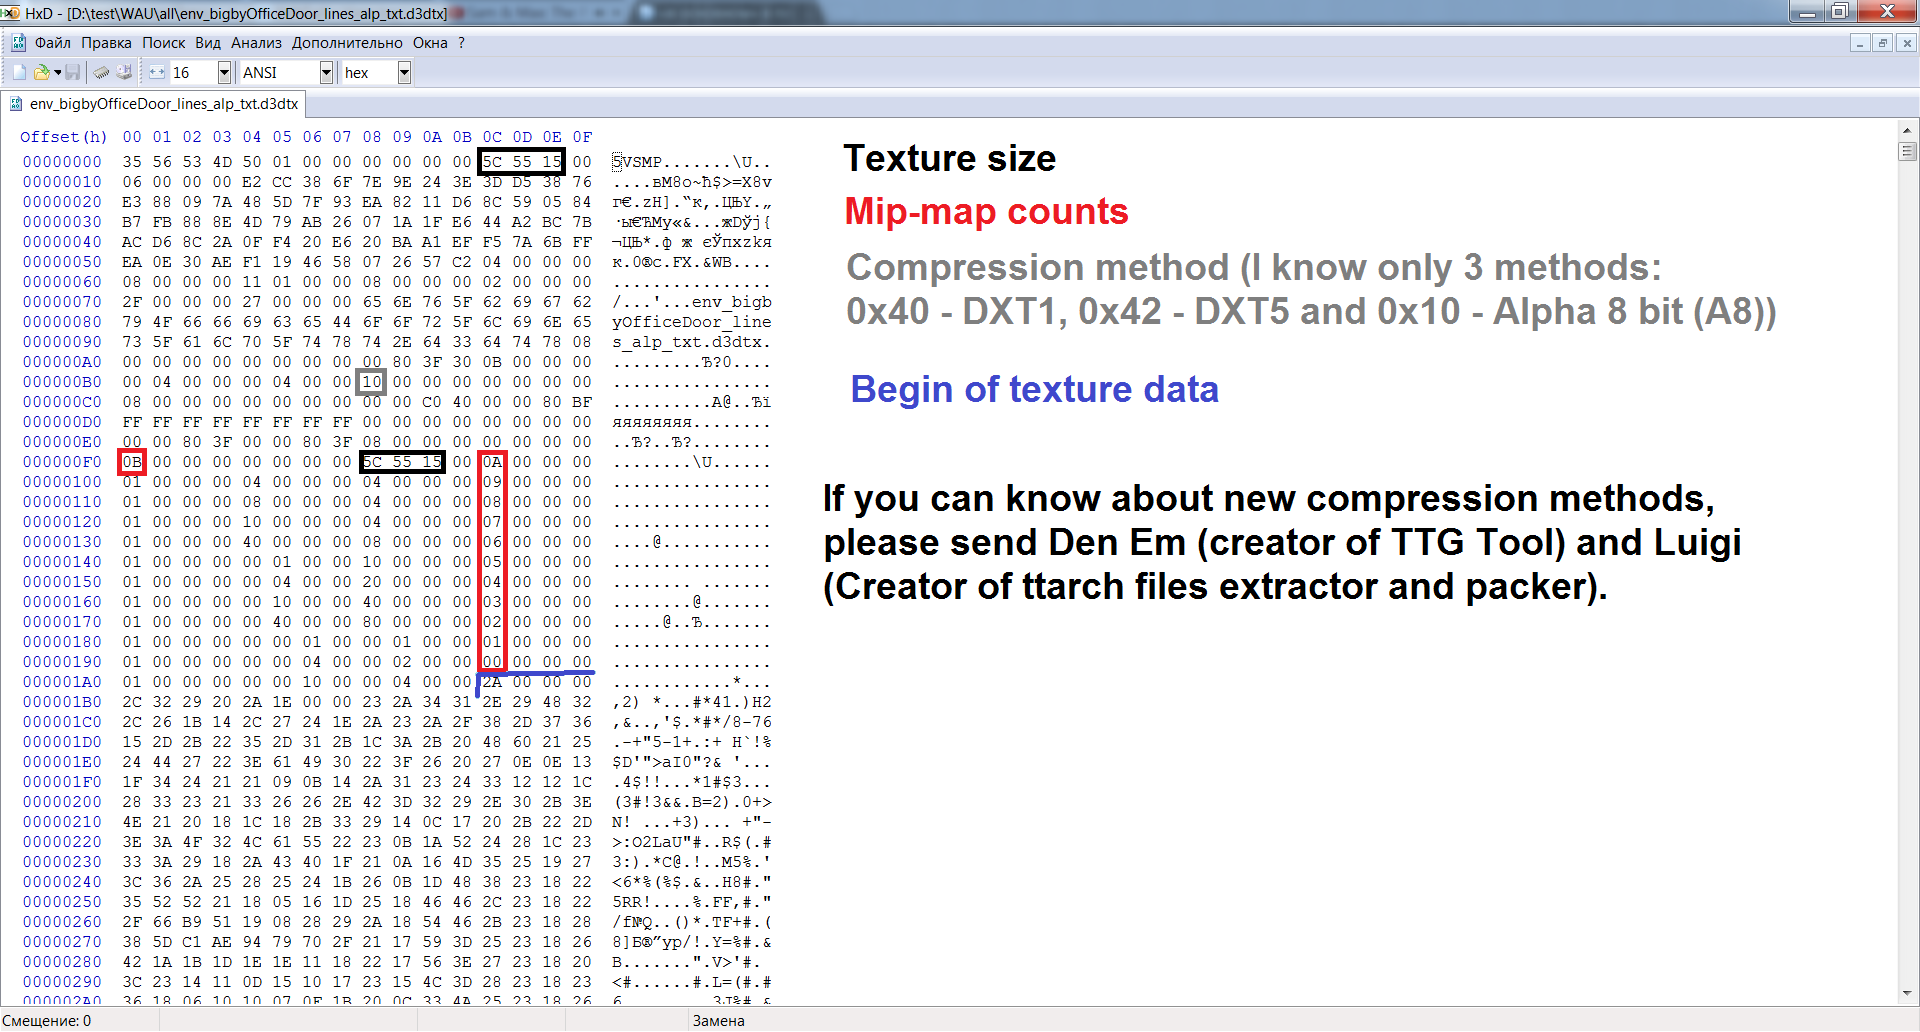 HxD - [D:\test\WAU\all\env_bigbyOfficeDoor_lines_alp_txt.d3dtx]
Файл Правка Поиск Вид Анализ Дополнительно Окна ?
16 ANSI hex
env_bigbyOfficeDoor_lines_alp_txt.d3dtx
Offset(h) 00 01 02 03 04 05 06 07 08 09 0A 0B 0C 0D 0E 0F
00000000 35 56 53 4D 50 01 00 00 00 00 00 00 5C 55 15 00 5VSMP.......\U..
00000010 06 00 00 00 E2 CC 38 6F 7E 9E 24 3E 3D D5 38 76 ....вМ8o~ћ$>=Х8v
00000020 E3 88 09 7A 48 5D 7F 93 EA 82 11 D6 8C 59 05 84 г€.zH].“к‚.ЦЊY.„
00000030 B7 FB 88 8E 4D 79 AB 26 07 1A 1F E6 44 A2 BC 7B ·ы€ЋMy«&...жDўј{
00000040 AC D6 8C 2A 0F F4 20 E6 20 BA A1 EF F5 7A 6B FF ¬ЦЊ*.ф ж єЎпхzkя
00000050 EA 0E 30 AE F1 19 46 58 07 26 57 C2 04 00 00 00 к.0®с.FX.&WВ....
00000060 08 00 00 00 11 01 00 00 08 00 00 00 02 00 00 00 ................
00000070 2F 00 00 00 27 00 00 00 65 6E 76 5F 62 69 67 62 /...'...env_bigb
00000080 79 4F 66 66 69 63 65 44 6F 6F 72 5F 6C 69 6E 65 yOfficeDoor_line
00000090 73 5F 61 6C 70 5F 74 78 74 2E 64 33 64 74 78 08 s_alp_txt.d3dtx.
000000A0 00 00 00 00 00 00 00 00 00 80 3F 30 0B 00 00 00 .........Ђ?0....
000000B0 00 04 00 00 00 04 00 00 10 00 00 00 00 00 00 00 ................
000000C0 08 00 00 00 00 00 00 00 00 00 C0 40 00 00 80 BF ..........А@..Ђї
000000D0 FF FF FF FF FF FF FF FF 00 00 00 00 00 00 00 00 яяяяяяяя........
000000E0 00 00 80 3F 00 00 80 3F 08 00 00 00 00 00 00 00 ..Ђ?..Ђ?........
000000F0 0B 00 00 00 00 00 00 00 5C 55 15 00 0A 00 00 00 ........\U......
00000100 01 00 00 00 04 00 00 00 04 00 00 00 09 00 00 00 ................
00000110 01 00 00 00 08 00 00 00 04 00 00 00 08 00 00 00 ................
00000120 01 00 00 00 10 00 00 00 04 00 00 00 07 00 00 00 ................
00000130 01 00 00 00 40 00 00 00 08 00 00 00 06 00 00 00 ....@...........
00000140 01 00 00 00 00 01 00 00 10 00 00 00 05 00 00 00 ................
00000150 01 00 00 00 00 04 00 00 20 00 00 00 04 00 00 00 ........ .......
00000160 01 00 00 00 00 10 00 00 40 00 00 00 03 00 00 00 ........@.......
00000170 01 00 00 00 00 40 00 00 80 00 00 00 02 00 00 00 .....@..Ђ.......
00000180 01 00 00 00 00 00 01 00 00 01 00 00 01 00 00 00 ................
00000190 01 00 00 00 00 00 04 00 00 02 00 00 00 00 00 00 ................
000001A0 01 00 00 00 00 00 10 00 00 04 00 00 2A 00 00 00 ............*...
000001B0 2C 32 29 20 2A 1E 00 00 23 2A 34 31 2E 29 48 32 ,2) *...#*41.)H2
000001C0 2C 26 1B 14 2C 27 24 1E 2A 23 2A 2F 38 2D 37 36 ,&..,'$.*#*/8-76
000001D0 15 2D 2B 22 35 2D 31 2B 1C 3A 2B 20 48 60 21 25 .-+"5-1+.:+ H`!%
000001E0 24 44 27 22 3E 61 49 30 22 3F 26 20 27 0E 0E 13 $D'">aI0"?& '...
000001F0 1F 34 24 21 21 09 0B 14 2A 31 23 24 33 12 12 1C .4$!!...*1#$3...
00000200 28 33 23 21 33 26 26 2E 42 3D 32 29 2E 30 2B 3E (3#!3&&.B=2).0+>
00000210 4E 21 20 18 1C 18 2B 33 29 14 0C 17 20 2B 22 2D N! ...+3)... +"-
00000220 3E 3A 4F 32 4C 61 55 22 23 0B 1A 52 24 28 1C 23 >:O2LaU"#..R$(.#
00000230 33 3A 29 18 2A 43 40 1F 21 0A 16 4D 35 25 19 27 3:).*C@.!..M5%.'
00000240 3C 36 2A 25 28 25 24 1B 26 0B 1D 48 38 23 18 22 <6*%(%$.&..H8#."
00000250 35 52 52 21 18 05 16 1D 25 18 46 46 2C 23 18 22 5RR!....%.FF,#."
00000260 2F 66 B9 51 19 08 28 29 2A 18 54 46 2B 23 18 28 /f№Q..()*.TF+#.(
00000270 38 5D C1 AE 94 79 70 2F 21 17 59 3D 25 23 18 26 8]Б®”yp/!.Y=%#.&
00000280 42 1A 1B 1D 1E 1E 11 18 22 17 56 3E 27 23 18 20 B.......".V>'#.
00000290 3C 23 14 11 0D 15 10 17 23 15 4C 3D 28 23 18 23 <#......#.L=(#.#
000002A0 36 18 06 10 10 07 0F 1B 20 0C 33 4A 25 23 18 26
Texture size
Mip-map counts
Compression method (I know only 3 methods:
0x40 - DXT1, 0x42 - DXT5 and 0x10 - Alpha 8 bit (A8))
Begin of texture data
If you can know about new compression methods,
please send Den Em (creator of TTG Tool) and Luigi
(Creator of ttarch files extractor and packer).
Смещение: 0 Замена